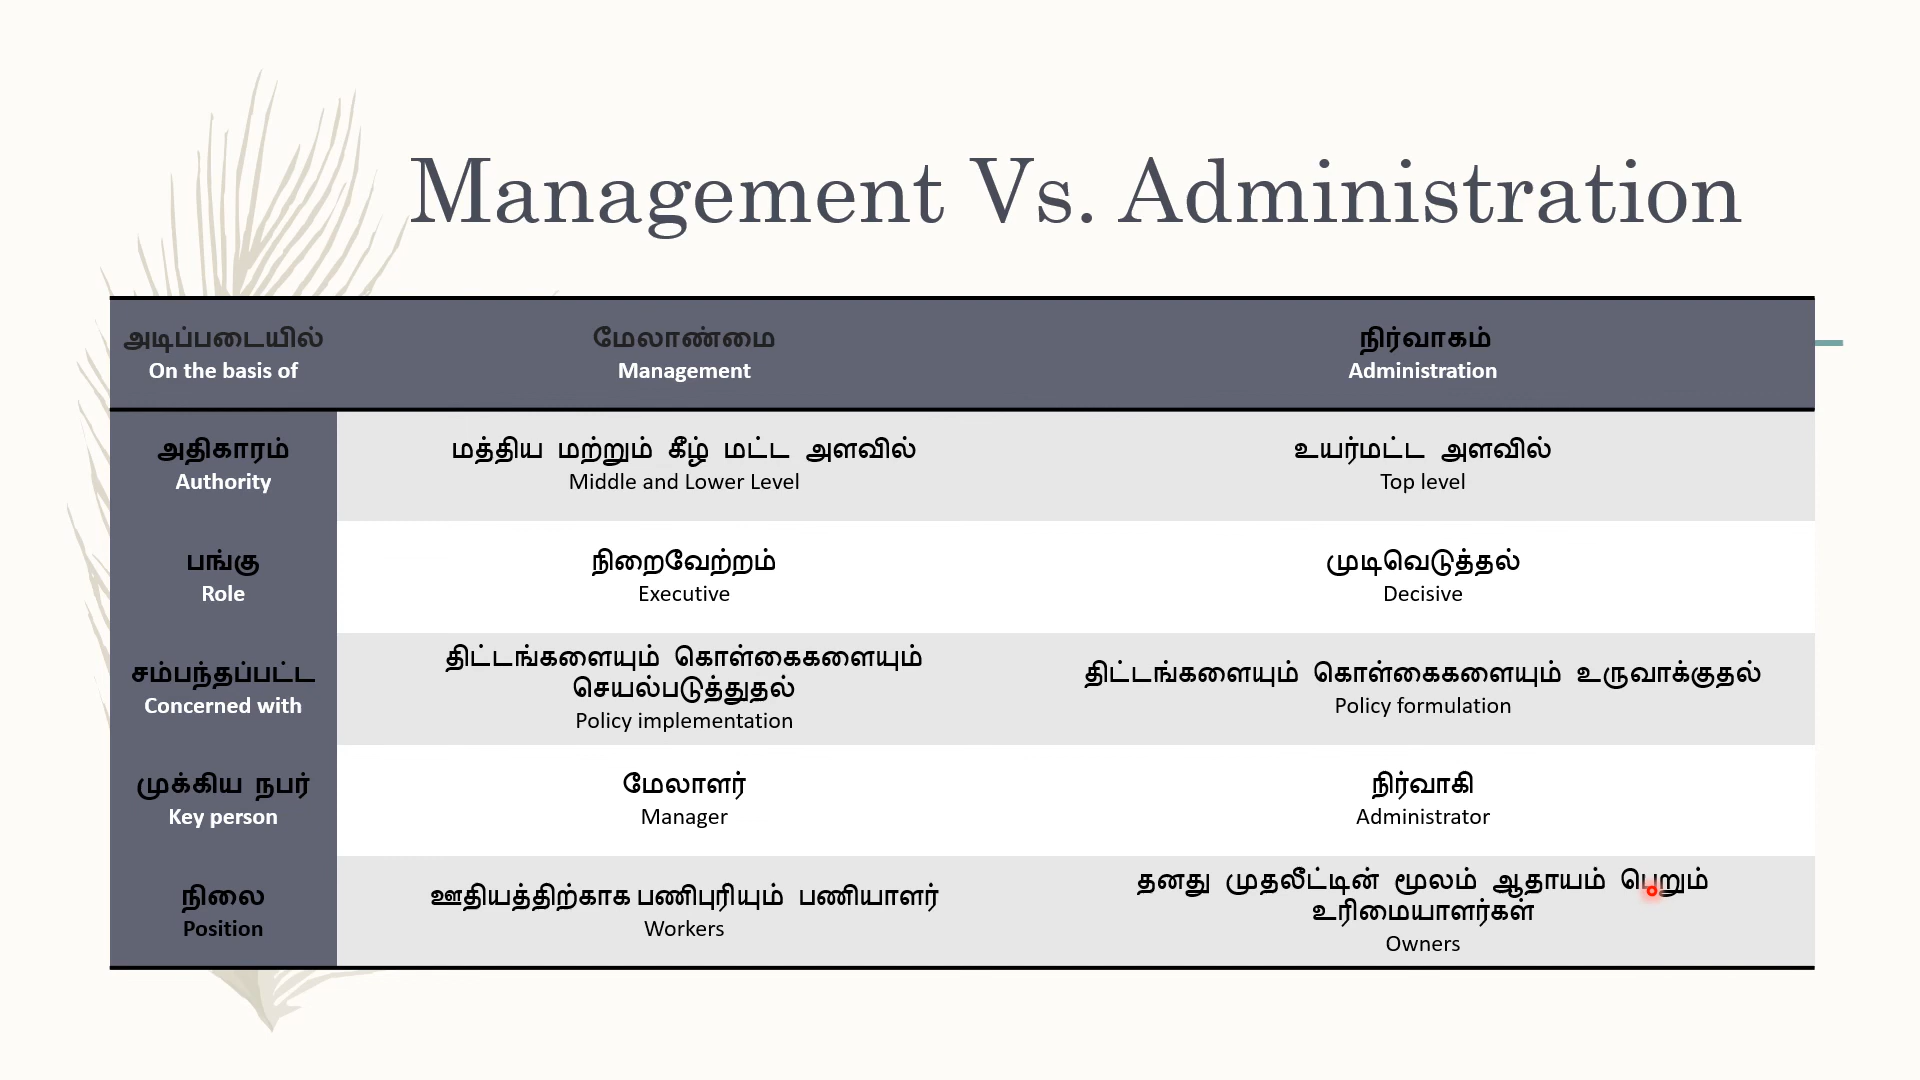 Management Vs. Administration
அடிப்படையில்
On the basis of
மேலாண்மை
Management
நிர்வாகம்
Administration
அதிகாரம்
Authority
மத்திய மற்றும் கீழ் மட்ட அளவில்
Middle and Lower Level
உயர்மட்ட அளவில்
Top level
பங்கு
Role
நிறைவேற்றம்
Executive
முடிவெடுத்தல்
Decisive
சம்பந்தப்பட்ட
Concerned with
திட்டங்களையும் கொள்கைகளையும்
செயல்படுத்துதல்
Policy implementation
திட்டங்களையும் கொள்கைகளையும் உருவாக்குதல்
Policy formulation
முக்கிய நபர்
Key person
மேலாளர்
Manager
நிர்வாகி
Administrator
நிலை
Position
ஊதியத்திற்காக பணிபுரியும் பணியாளர்
Workers
தனது முதலீட்டின் மூலம் ஆதாயம் பெறும்
உரிமையாளர்கள்
Owners